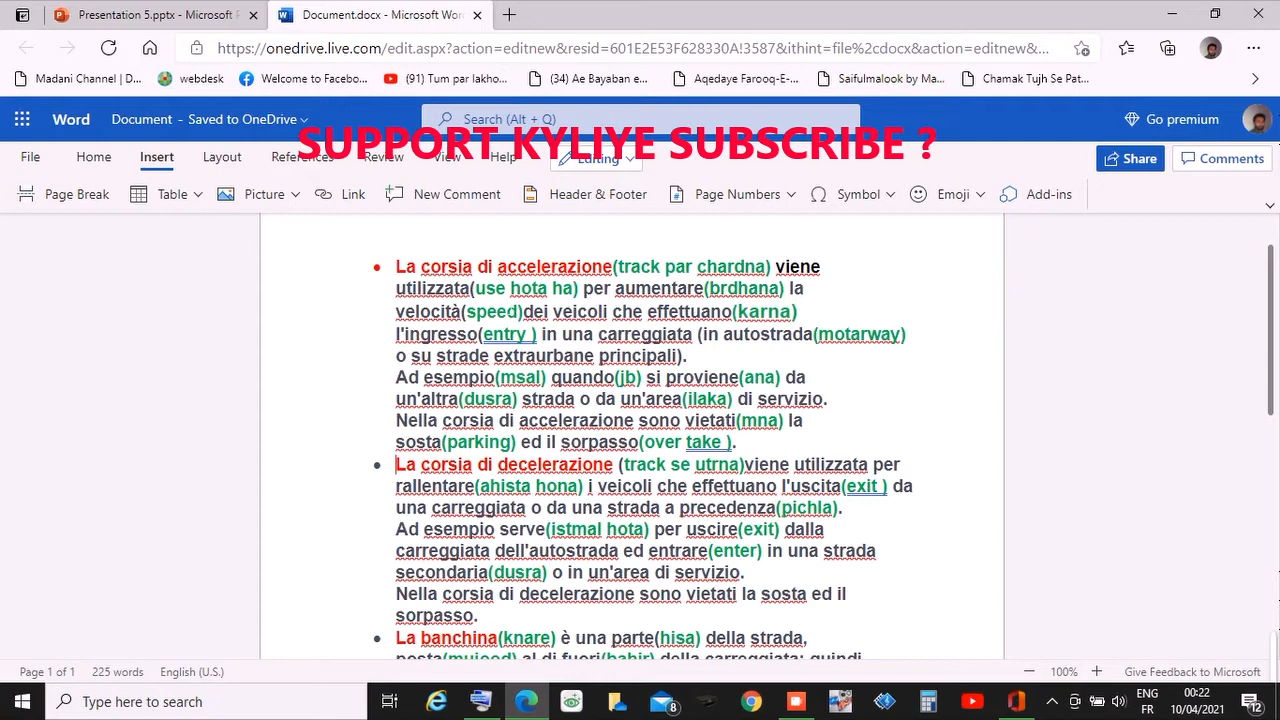 Presentation 5.pptx - Microsoft P
Document.docx - Microsoft Wor
https://onedrive.live.com/edit.aspx?action=editnew&resid=601E2E53F628330A!3587&ithint=file%2cdocx&action=editnew&...
Madani Channel | D...
webdesk
Welcome to Facebo...
(91) Tum par lakho...
(34) Ae Bayaban e...
Aqedaye Farooq-E-...
Saifulmalook by Ma...
Chamak Tujh Se Pat...
Word
Document - Saved to OneDrive
Search (Alt + Q)
Go premium
SUPPORT KYLIYE SUBSCRIBE ?
File
Home
Insert
Layout
References
Review
View
Help
Editing
Share
Comments
Page Break
Table
Picture
Link
New Comment
Header & Footer
Page Numbers
Symbol
Emoji
Add-ins
• La corsia di accelerazione(track par chardna) viene
utilizzata(use hota ha) per aumentare(brdhana) la
velocità(speed)dei veicoli che effettuano(karna)
l'ingresso(entry ) in una carreggiata (in autostrada(motarway)
o su strade extraurbane principali).
Ad esempio(msal) quando(jb) si proviene(ana) da
un'altra(dusra) strada o da un'area(ilaka) di servizio.
Nella corsia di accelerazione sono vietati(mna) la
sosta(parking) ed il sorpasso(over take ).
• La corsia di decelerazione (track se utrna)viene utilizzata per
rallentare(ahista hona) i veicoli che effettuano l'uscita(exit ) da
una carreggiata o da una strada a precedenza(pichla).
Ad esempio serve(istmal hota) per uscire(exit) dalla
carreggiata dell'autostrada ed entrare(enter) in una strada
secondaria(dusra) o in un'area di servizio.
Nella corsia di decelerazione sono vietati la sosta ed il
sorpasso.
• La banchina(knare) è una parte(hisa) della strada,
posta(mujood) al di fuori(bahir) della carreggiata; quindi
Page 1 of 1
225 words
English (U.S.)
100%
Give Feedback to Microsoft
Type here to search
8
ENG
FR
00:22
10/04/2021
12